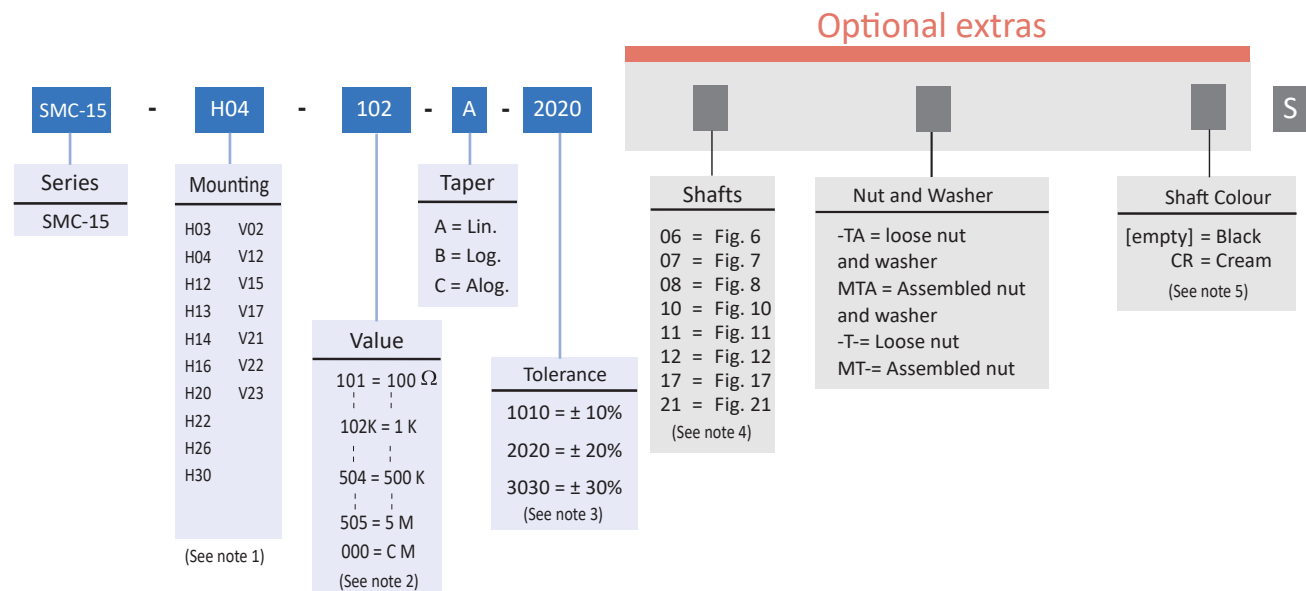 Optional extras
SMC-15 - H04 - 102 - A - 2020 S
Series
SMC-15
Mounting
H03 V02
H04 V12
H12 V15
H13 V17
H14 V21
H16 V22
H20 V23
H22
H26
H30
(See note 1)
Value
101 = 100 Ω
102K = 1 K
504 = 500 K
505 = 5 M
000 = C M
(See note 2)
Taper
A = Lin.
B = Log.
C = Alog.
Tolerance
1010 = ± 10%
2020 = ± 20%
3030 = ± 30%
(See note 3)
Shafts
06 = Fig. 6
07 = Fig. 7
08 = Fig. 8
10 = Fig. 10
11 = Fig. 11
12 = Fig. 12
17 = Fig. 17
21 = Fig. 21
(See note 4)
Nut and Washer
-TA = loose nut
and washer
MTA = Assembled nut
and washer
-T-= Loose nut
MT-= Assembled nut
Shaft Colour
[empty] = Black
CR = Cream
(See note 5)